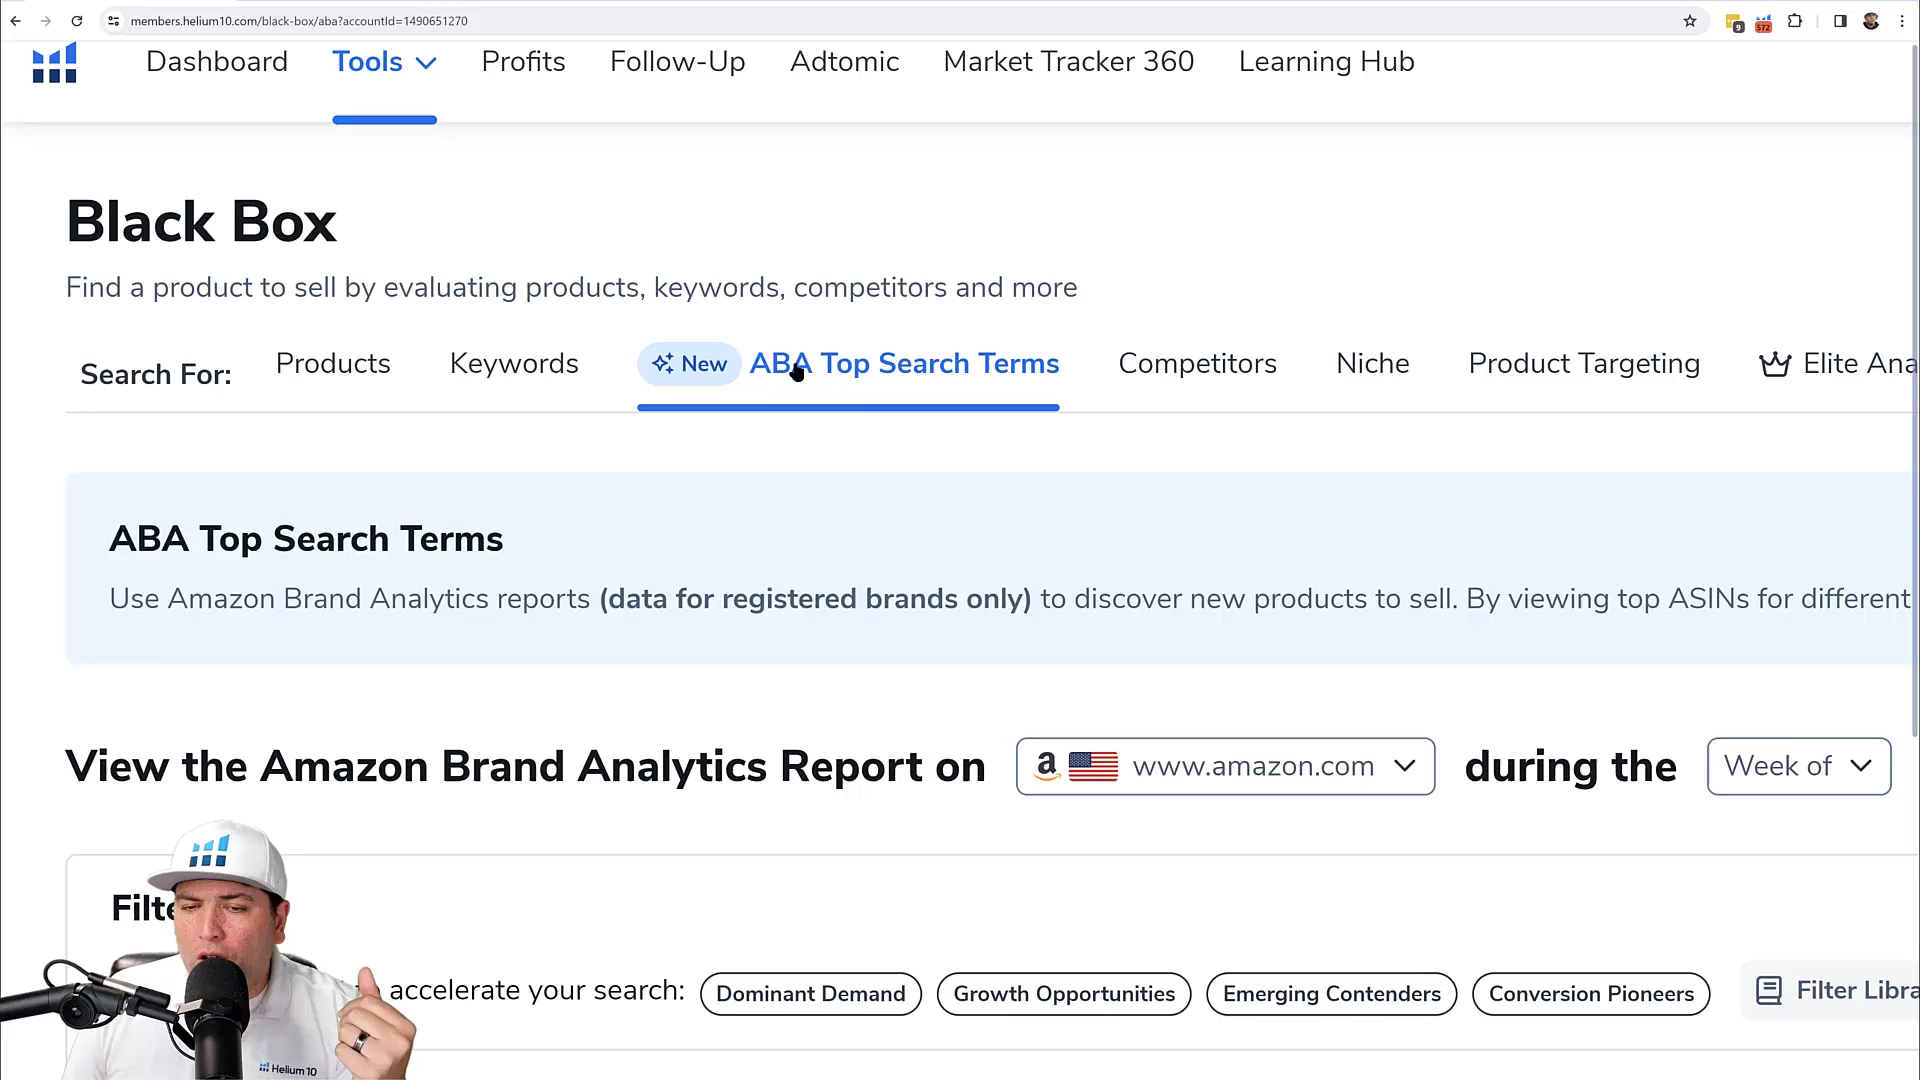 members.helium10.com/black-box/aba?accountId=1490651270
9
572
Dashboard Tools Profits Follow-Up Adtomic Market Tracker 360 Learning Hub
Black Box
Find a product to sell by evaluating products, keywords, competitors and more
Search For: Products Keywords New ABA Top Search Terms Competitors Niche Product Targeting Elite Ana
ABA Top Search Terms
Use Amazon Brand Analytics reports (data for registered brands only) to discover new products to sell. By viewing top ASINs for different
View the Amazon Brand Analytics Report on a www.amazon.com during the Week of
Filte
accelerate your search: Dominant Demand Growth Opportunities Emerging Contenders Conversion Pioneers Filter Libra
Helium 10